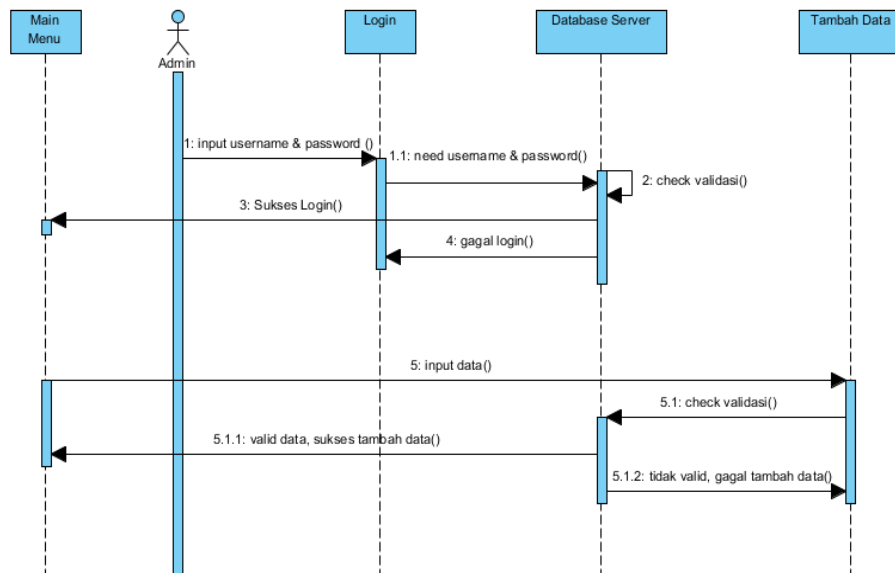 Main
Menu
Admin
Login
Database Server
Tambah Data
1: input username & password ()
1.1: need username & password()
2: check validasi()
3: Sukses Login()
4: gagal login()
5: input data()
5.1: check validasi()
5.1.1: valid data, sukses tambah data()
5.1.2: tidak valid, gagal tambah data()